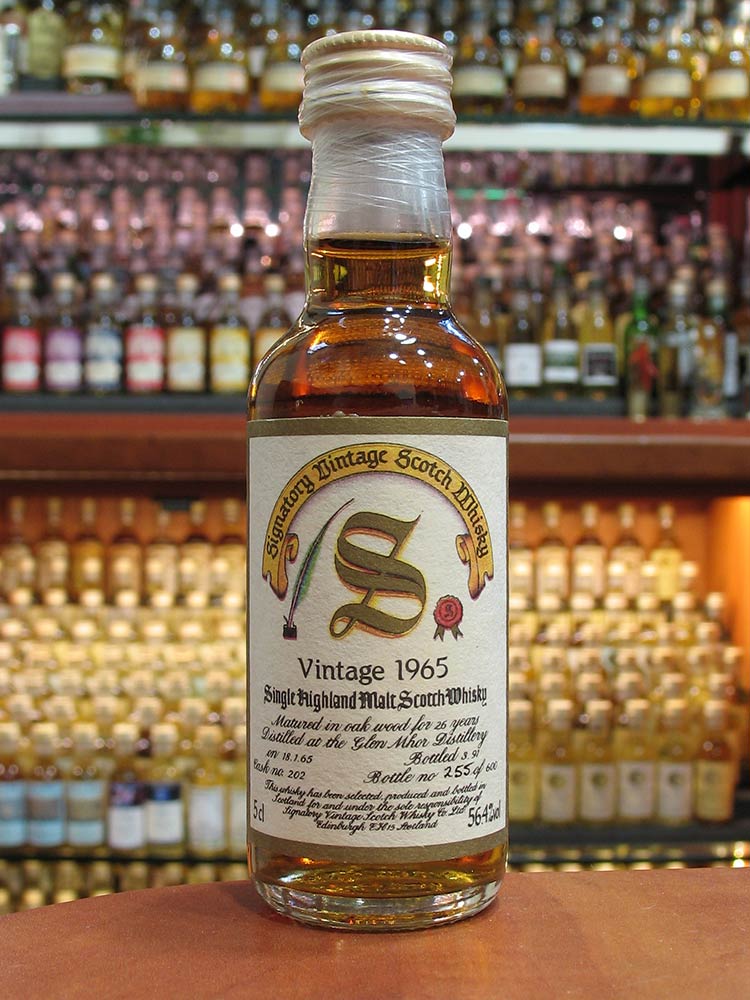 Signatory Vintage Scotch Whisky
S
S
Vintage 1965
Single Highland Malt Scotch Whisky
Matured in oak wood for 26 years
Distilled at the Glen Mhor Distillery
on 18.1.65 Bottled 3.91
Cask no. 202 Bottle no 255 of 600
This whisky has been selected, produced and bottled in
Scotland for and under the sole responsibility of
5cl Signatory Vintage Scotch Whisky Co. Ltd. 56.4%vol
Edinburgh EH15 Scotland